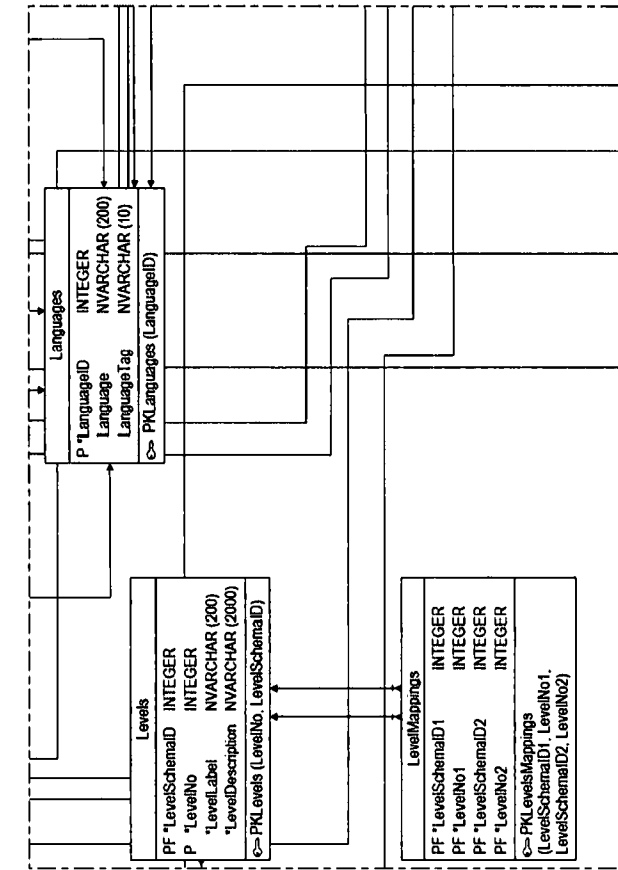 Languages
P *LanguageID INTEGER
Language NVARCHAR (200)
LanguageTag NVARCHAR (10)
PKLanguages (LanguageID)
Levels
PF *LevelSchemaID INTEGER
P *LevelNo INTEGER
*LevelLabel NVARCHAR (200)
*LevelDescription NVARCHAR (2000)
PKLevels (LevelNo, LevelSchemaID)
LevelMappings
PF *LevelSchemaID1 INTEGER
PF *LevelNo1 INTEGER
PF *LevelSchemaID2 INTEGER
PF *LevelNo2 INTEGER
PKLevelsMappings
(LevelSchemaID1, LevelNo1,
LevelSchemaID2, LevelNo2)